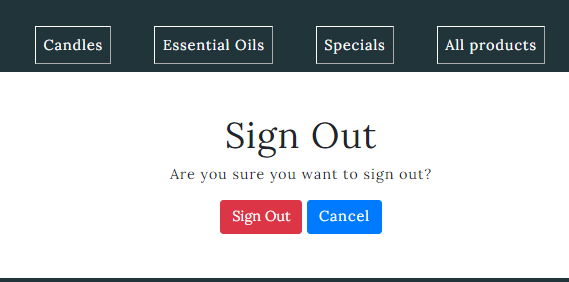 Candles Essential Oils Specials All products
Sign Out
Are you sure you want to sign out?
Sign Out Cancel